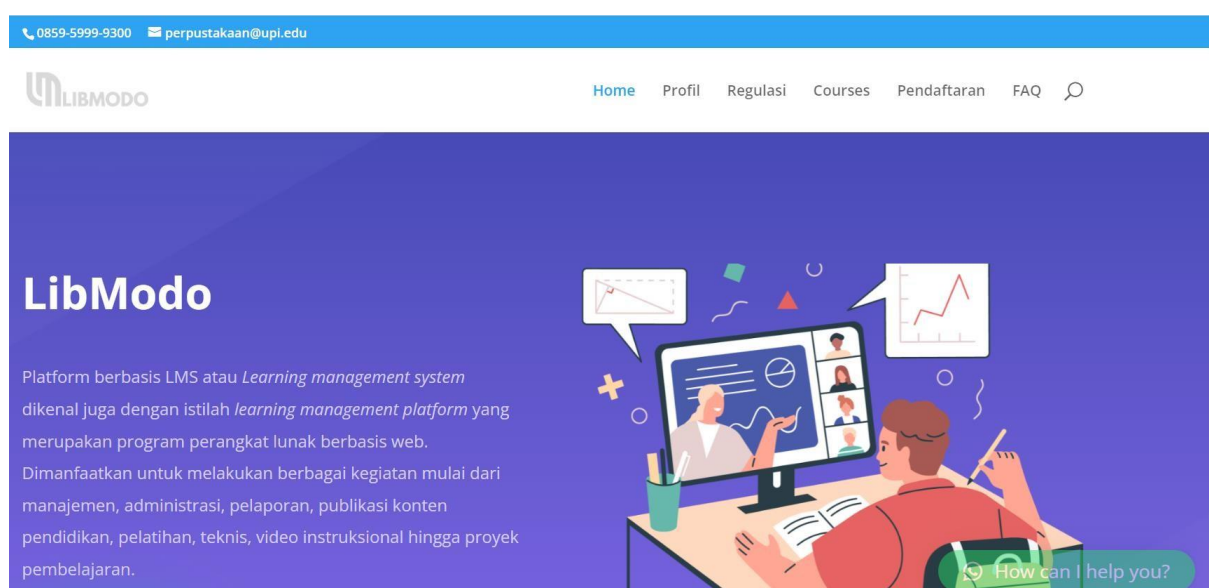 0859-5999-9300 perpustakaan@upi.edu
LIBMODO
Home Profil Regulasi Courses Pendaftaran FAQ
LibModo
Platform berbasis LMS atau Learning management system
dikenal juga dengan istilah learning management platform yang
merupakan program perangkat lunak berbasis web.
Dimanfaatkan untuk melakukan berbagai kegiatan mulai dari
manajemen, administrasi, pelaporan, publikasi konten
pendidikan, pelatihan, teknis, video instruksional hingga proyek
pembelajaran.
How can I help you?